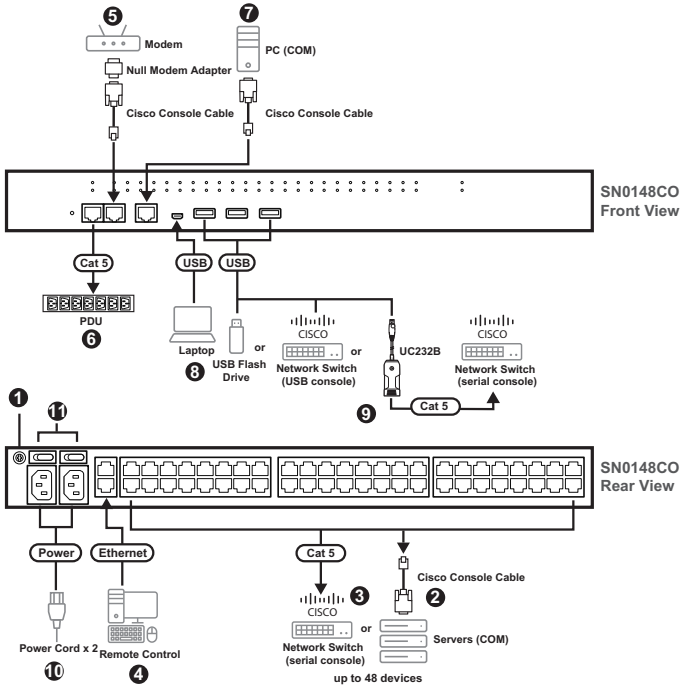 5
7
Modem
PC (COM)
Null Modem Adapter
Cisco Console Cable
Cisco Console Cable
SN0148CO
Front View
Cat 5
USB
USB
PDU
6
Laptop
8
USB Flash
Drive
or
CISCO
Network Switch
(USB console)
or
UC232B
9
Cat 5
CISCO
Network Switch
(serial console)
1
11
SN0148CO
Rear View
Power
Ethernet
Cat 5
Cisco Console Cable
3
2
CISCO
Power Cord x 2
10
Remote Control
4
Network Switch
(serial console)
or
Servers (COM)
up to 48 devices